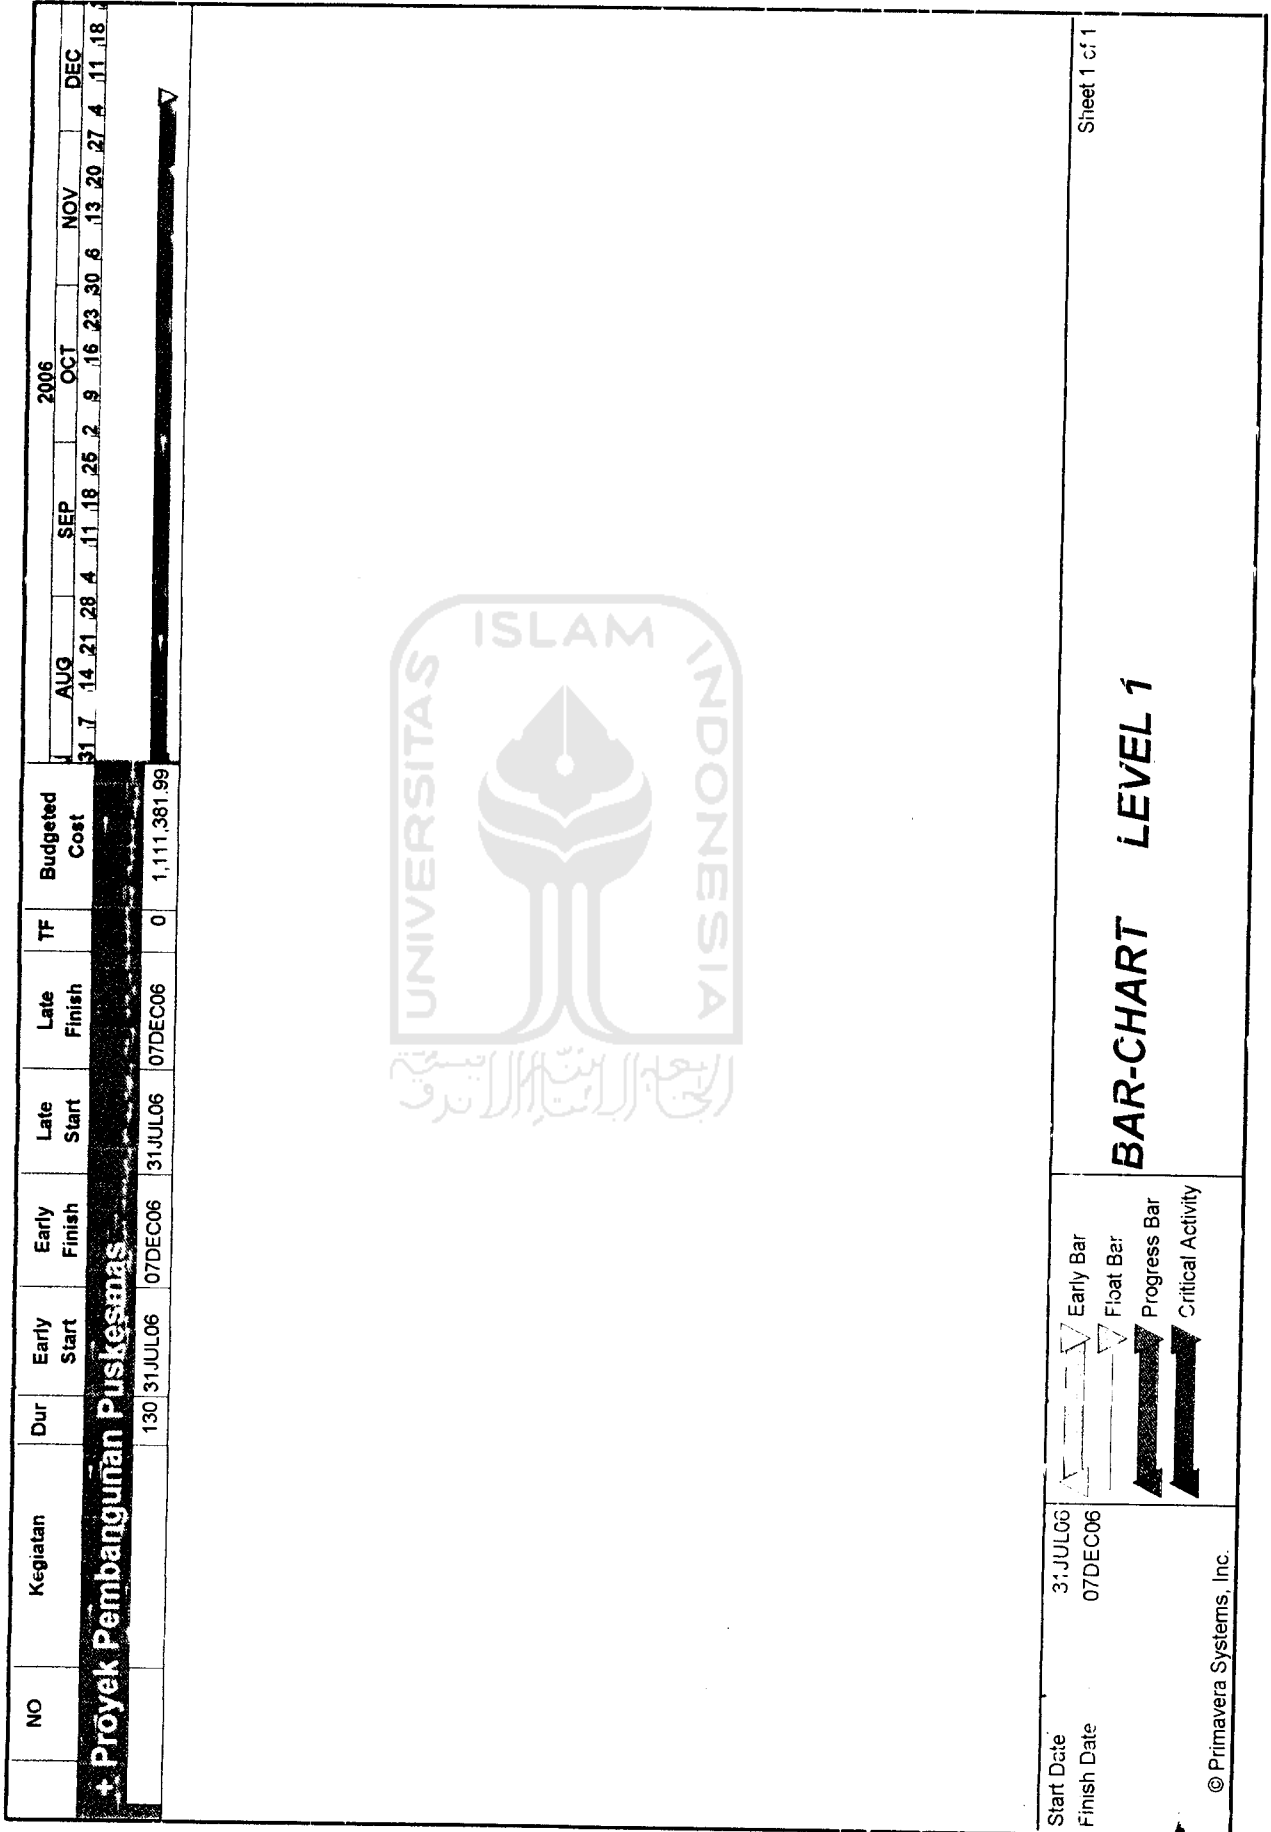 NO Kegiatan Dur Early Start Early Finish Late Start Late Finish TF Budgeted Cost
2006
AUG SEP OCT NOV DEC
31 7 14 21 28 4 11 18 25 2 9 16 23 30 6 13 20 27 4 11 18
+ Proyek Pembangunan Puskesmas
130 31JUL06 07DEC06 31JUL06 07DEC06 0 1,111,381.99
UNIVERSITAS ISLAM INDONESIA
Start Date 31JUL06
Finish Date 07DEC06
© Primavera Systems, Inc.
Early Bar
Float Bar
Progress Bar
Critical Activity
BAR-CHART LEVEL 1
Sheet 1 of 1